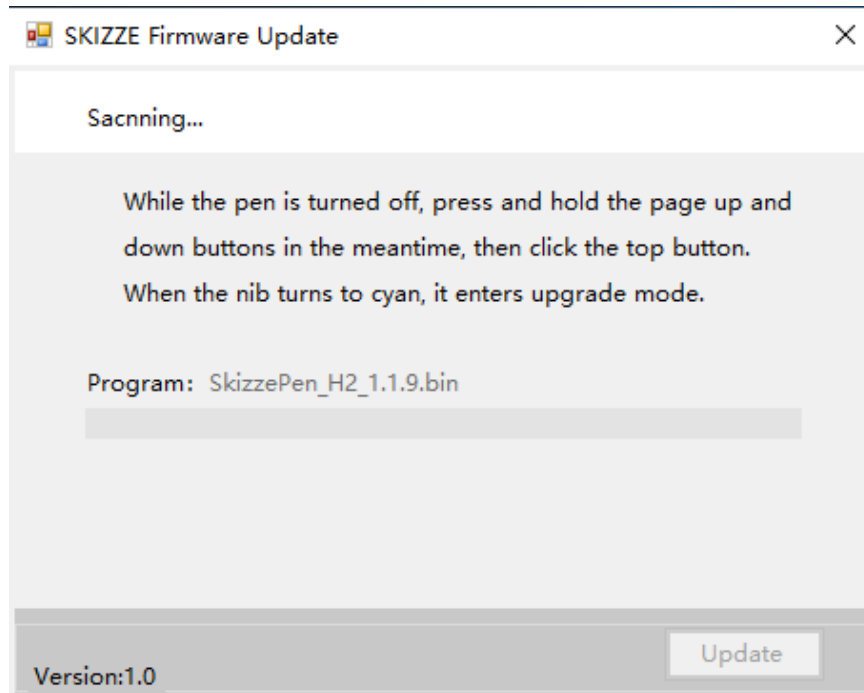 SKIZZE Firmware Update
Sacnning...
While the pen is turned off, press and hold the page up and
down buttons in the meantime, then click the top button.
When the nib turns to cyan, it enters upgrade mode.
Program: SkizzePen_H2_1.1.9.bin
Update
Version:1.0